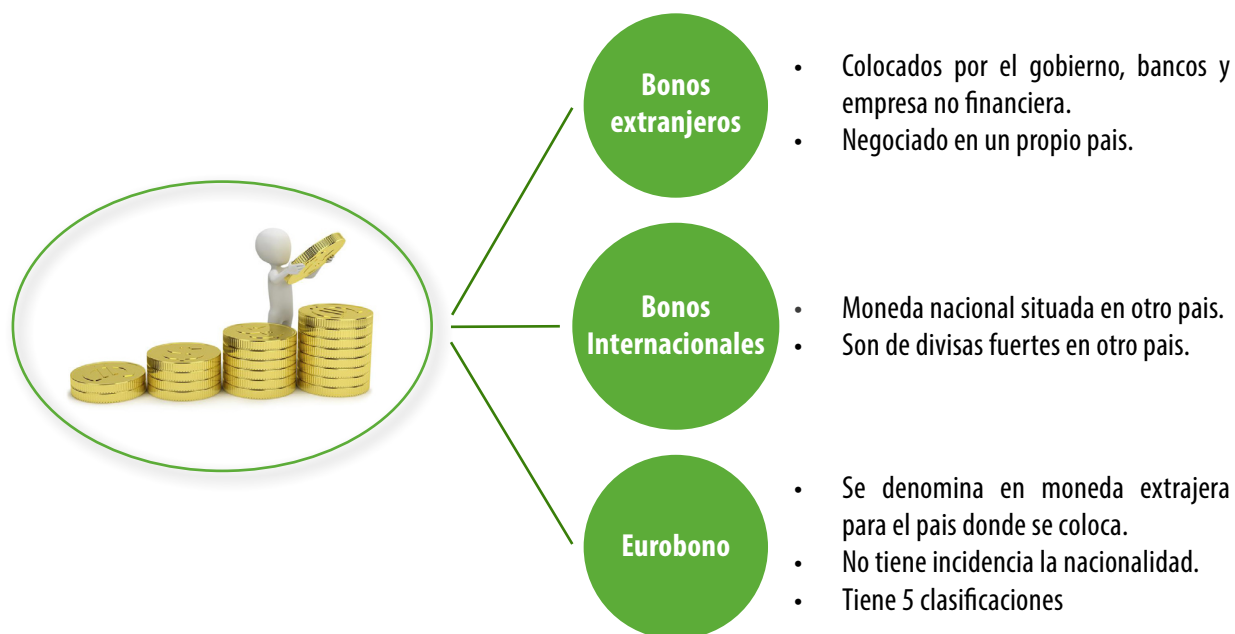 Bonos
extranjeros
• Colocados por el gobierno, bancos y
empresa no financiera.
• Negociado en un propio pais.
Bonos
Internacionales
• Moneda nacional situada en otro pais.
• Son de divisas fuertes en otro pais.
Eurobono
• Se denomina en moneda extrajera
para el pais donde se coloca.
• No tiene incidencia la nacionalidad.
• Tiene 5 clasificaciones